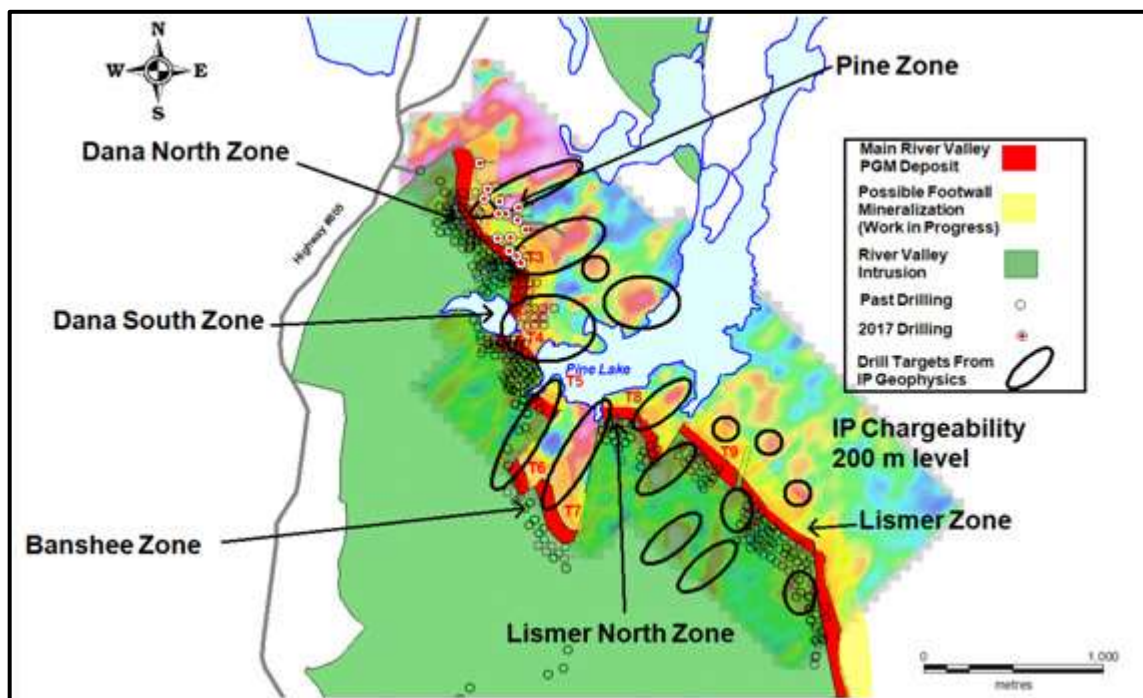 N
W E
S
Pine Zone
Dana North Zone
Main River Valley
PGM Deposit
Possible Footwall
Mineralization
(Work in Progress)
River Valley
Intrusion
Past Drilling
2017 Drilling
Drill Targets From
IP Geophysics
Highway #805
T3
Dana South Zone
T4
Pine Lake
T5
T8
IP Chargeability
200 m level
T9
T6
T7
Lismer Zone
Banshee Zone
Lismer North Zone
0 1,000
metres